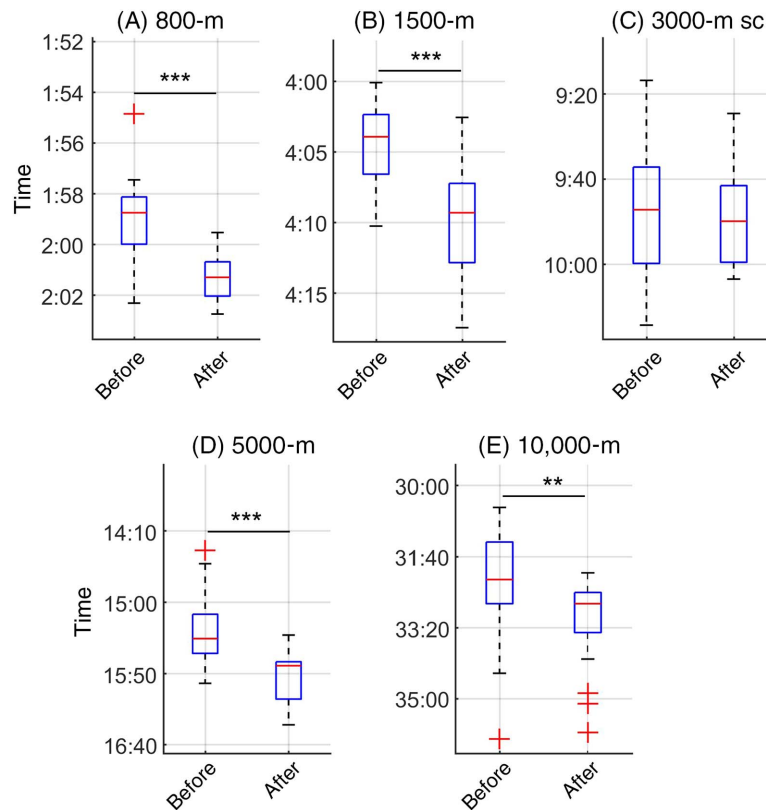 (A) 800-m
(B) 1500-m
(C) 3000-m sc
1:52
1:54
1:56
1:58
2:00
2:02
Time
***
Before
After
4:00
4:05
4:10
4:15
***
Before
After
9:20
9:40
10:00
Before
After
(D) 5000-m
(E) 10,000-m
14:10
15:00
15:50
16:40
Time
***
Before
After
30:00
31:40
33:20
35:00
**
Before
After